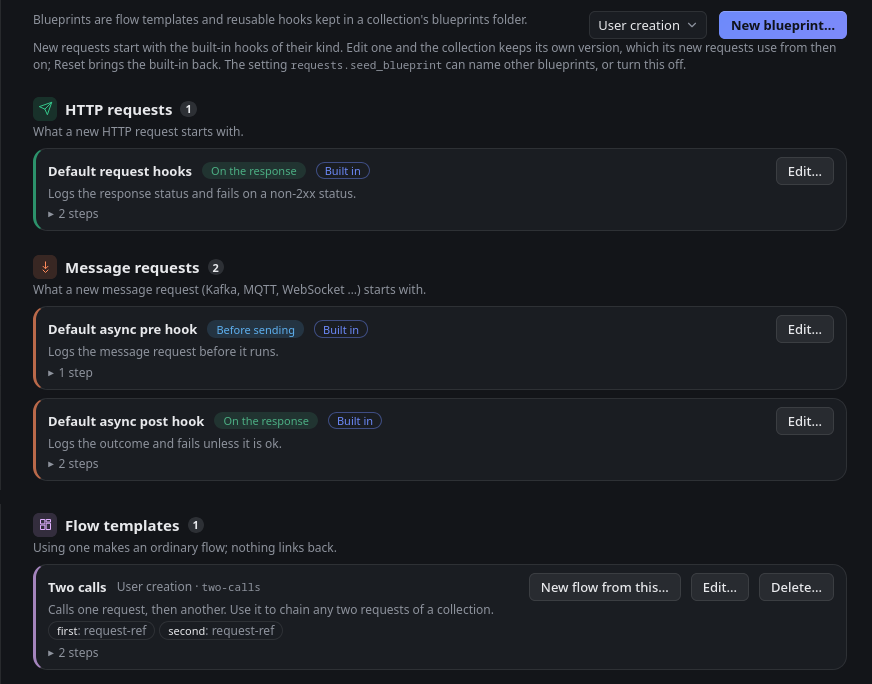 Blueprints are flow templates and reusable hooks kept in a collection's blueprints folder.
User creation
New blueprint...
New requests start with the built-in hooks of their kind. Edit one and the collection keeps its own version, which its new requests use from then
on; Reset brings the built-in back. The setting requests.seed_blueprint can name other blueprints, or turn this off.
HTTP requests 1
What a new HTTP request starts with.
Default request hooks On the response Built in Edit...
Logs the response status and fails on a non-2xx status.
▸ 2 steps
Message requests 2
What a new message request (Kafka, MQTT, WebSocket ...) starts with.
Default async pre hook Before sending Built in Edit...
Logs the message request before it runs.
▸ 1 step
Default async post hook On the response Built in Edit...
Logs the outcome and fails unless it is ok.
▸ 2 steps
Flow templates 1
Using one makes an ordinary flow; nothing links back.
Two calls User creation · two-calls New flow from this... Edit... Delete...
Calls one request, then another. Use it to chain any two requests of a collection.
first: request-ref second: request-ref
▸ 2 steps